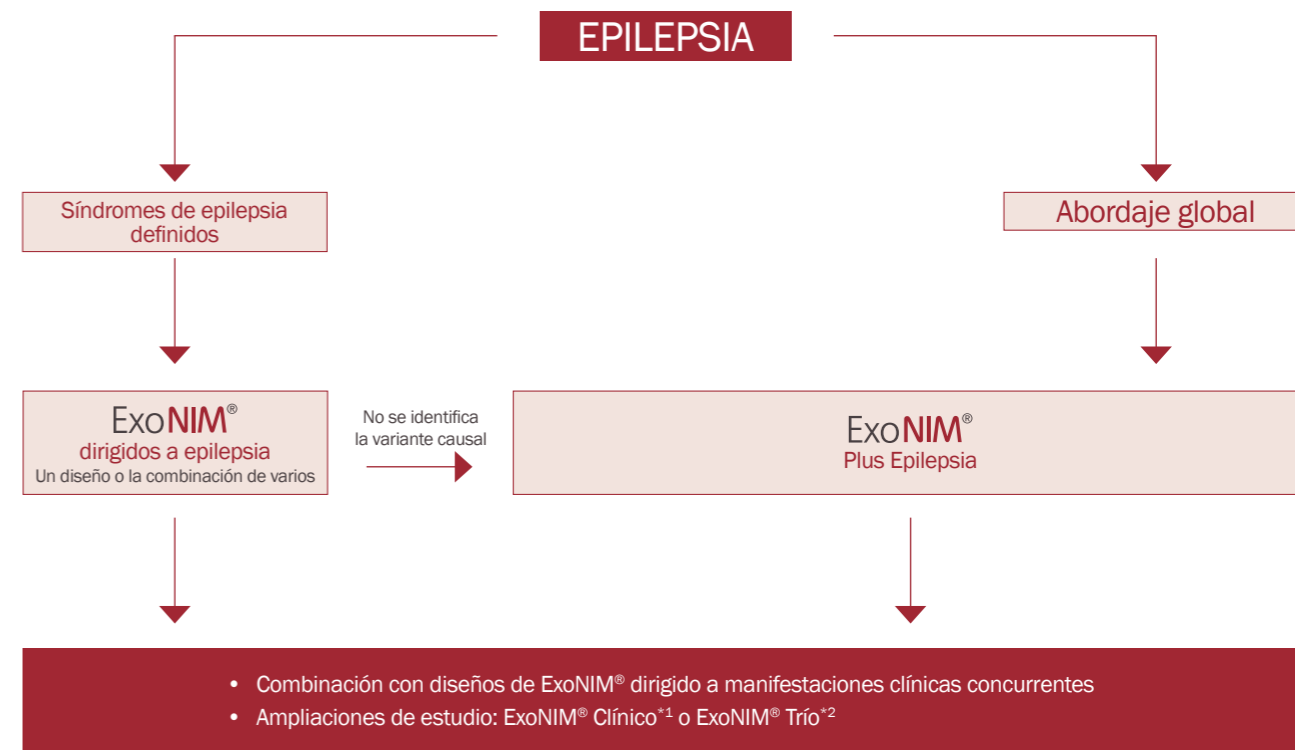 EPILEPSIA
Síndromes de epilepsia
definidos
Abordaje global
ExoNIM®
dirigidos a epilepsia
Un diseño o la combinación de varios
No se identifica
la variante causal
ExoNIM®
Plus Epilepsia
• Combinación con diseños de ExoNIM® dirigido a manifestaciones clínicas concurrentes
• Ampliaciones de estudio: ExoNIM® Clínico*1 o ExoNIM® Trío*2